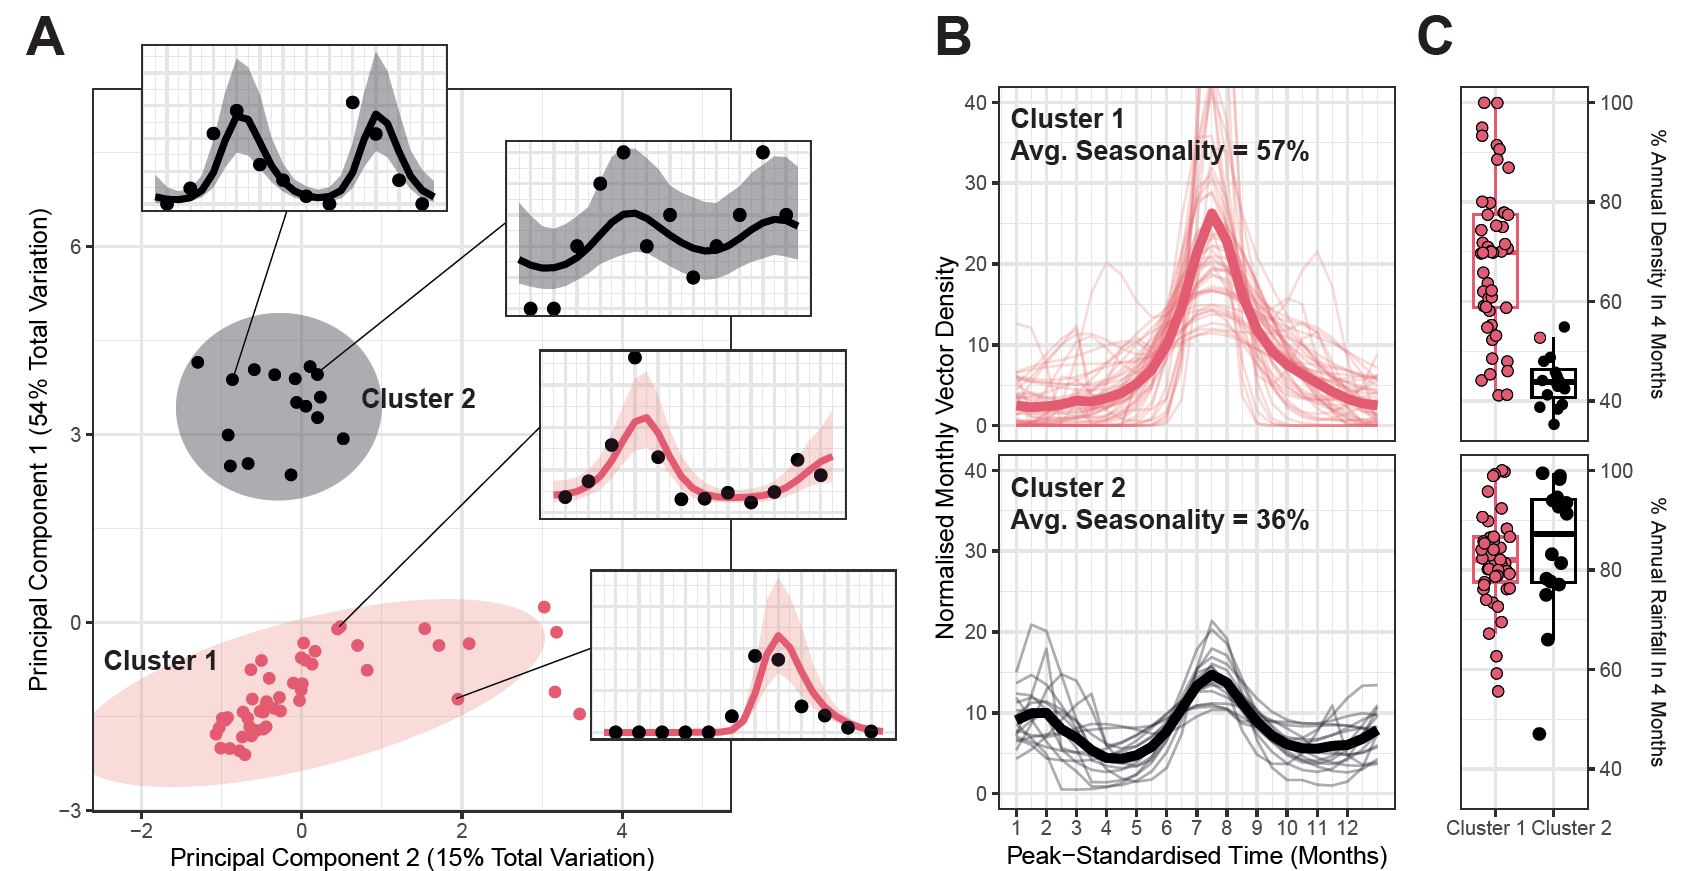 A
Principal Component 1 (54% Total Variation)
6
3
0
−3
Cluster 2
Cluster 1
−2
0
2
4
Principal Component 2 (15% Total Variation)
B
Normalised Monthly Vector Density
40
30
20
10
0
Cluster 1
Avg. Seasonality = 57%
40
30
20
10
0
Cluster 2
Avg. Seasonality = 36%
1 2 3 4 5 6 7 8 9 10 11 12
Peak−Standardised Time (Months)
C
100
80
60
40
% Annual Density In 4 Months
100
80
60
40
% Annual Rainfall In 4 Months
Cluster 1 Cluster 2